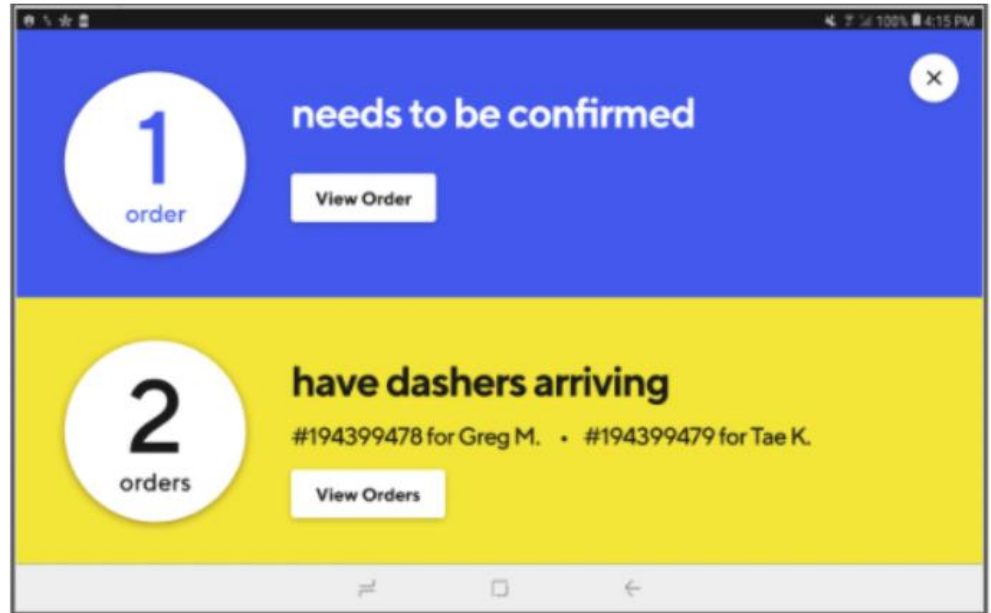 100% 4:15 PM
1
order
needs to be confirmed
View Order
2
orders
have dashers arriving
#194399478 for Greg M. • #194399479 for Tae K.
View Orders